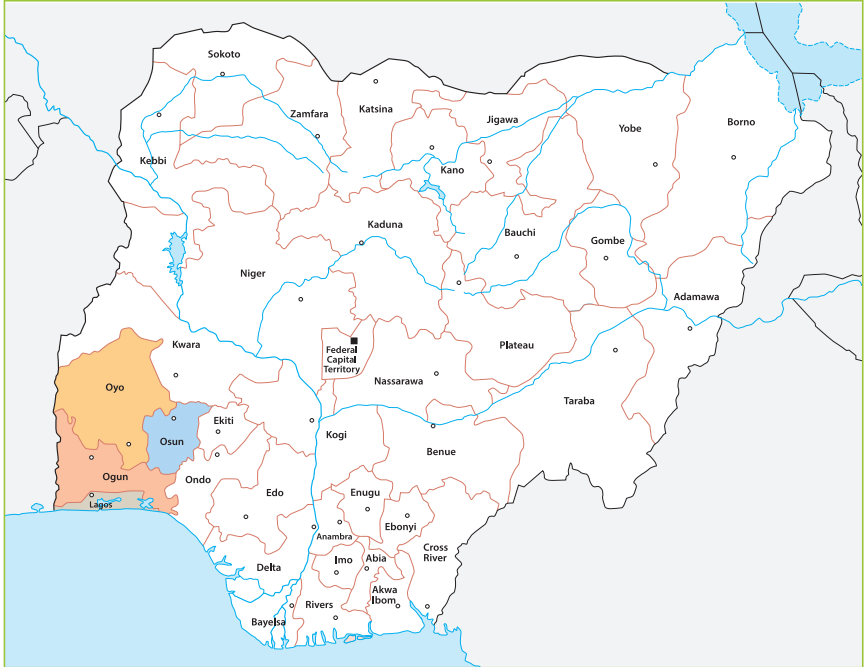 Sokoto
Zamfara
Katsina
Jigawa
Yobe
Borno
Kebbi
Kano
Kaduna
Bauchi
Gombe
Niger
Adamawa
Kwara
Federal
Capital
Territory
Plateau
Nassarawa
Taraba
Oyo
Ekiti
Osun
Kogi
Benue
Ogun
Ondo
Edo
Enugu
Lagos
Ebonyi
Anambra
Cross
River
Imo
Abia
Delta
Akwa
Ibom
Rivers
Bayelsa